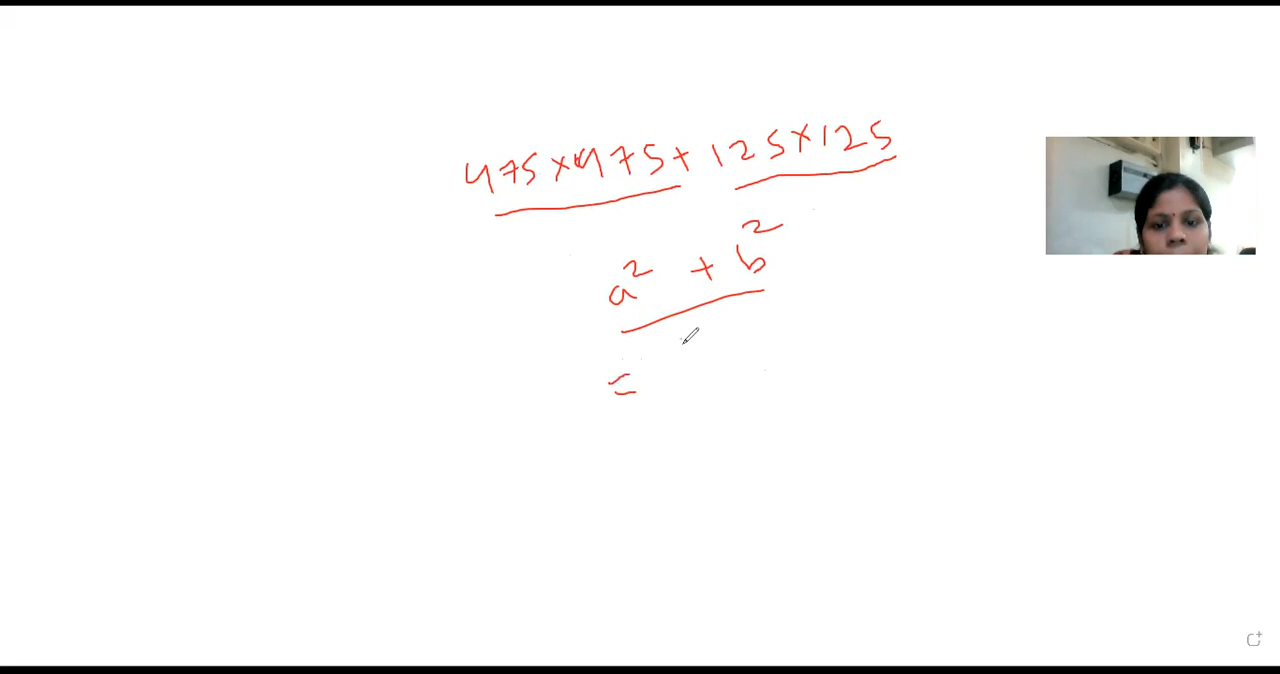 475×475+125×125
a² + b²
=